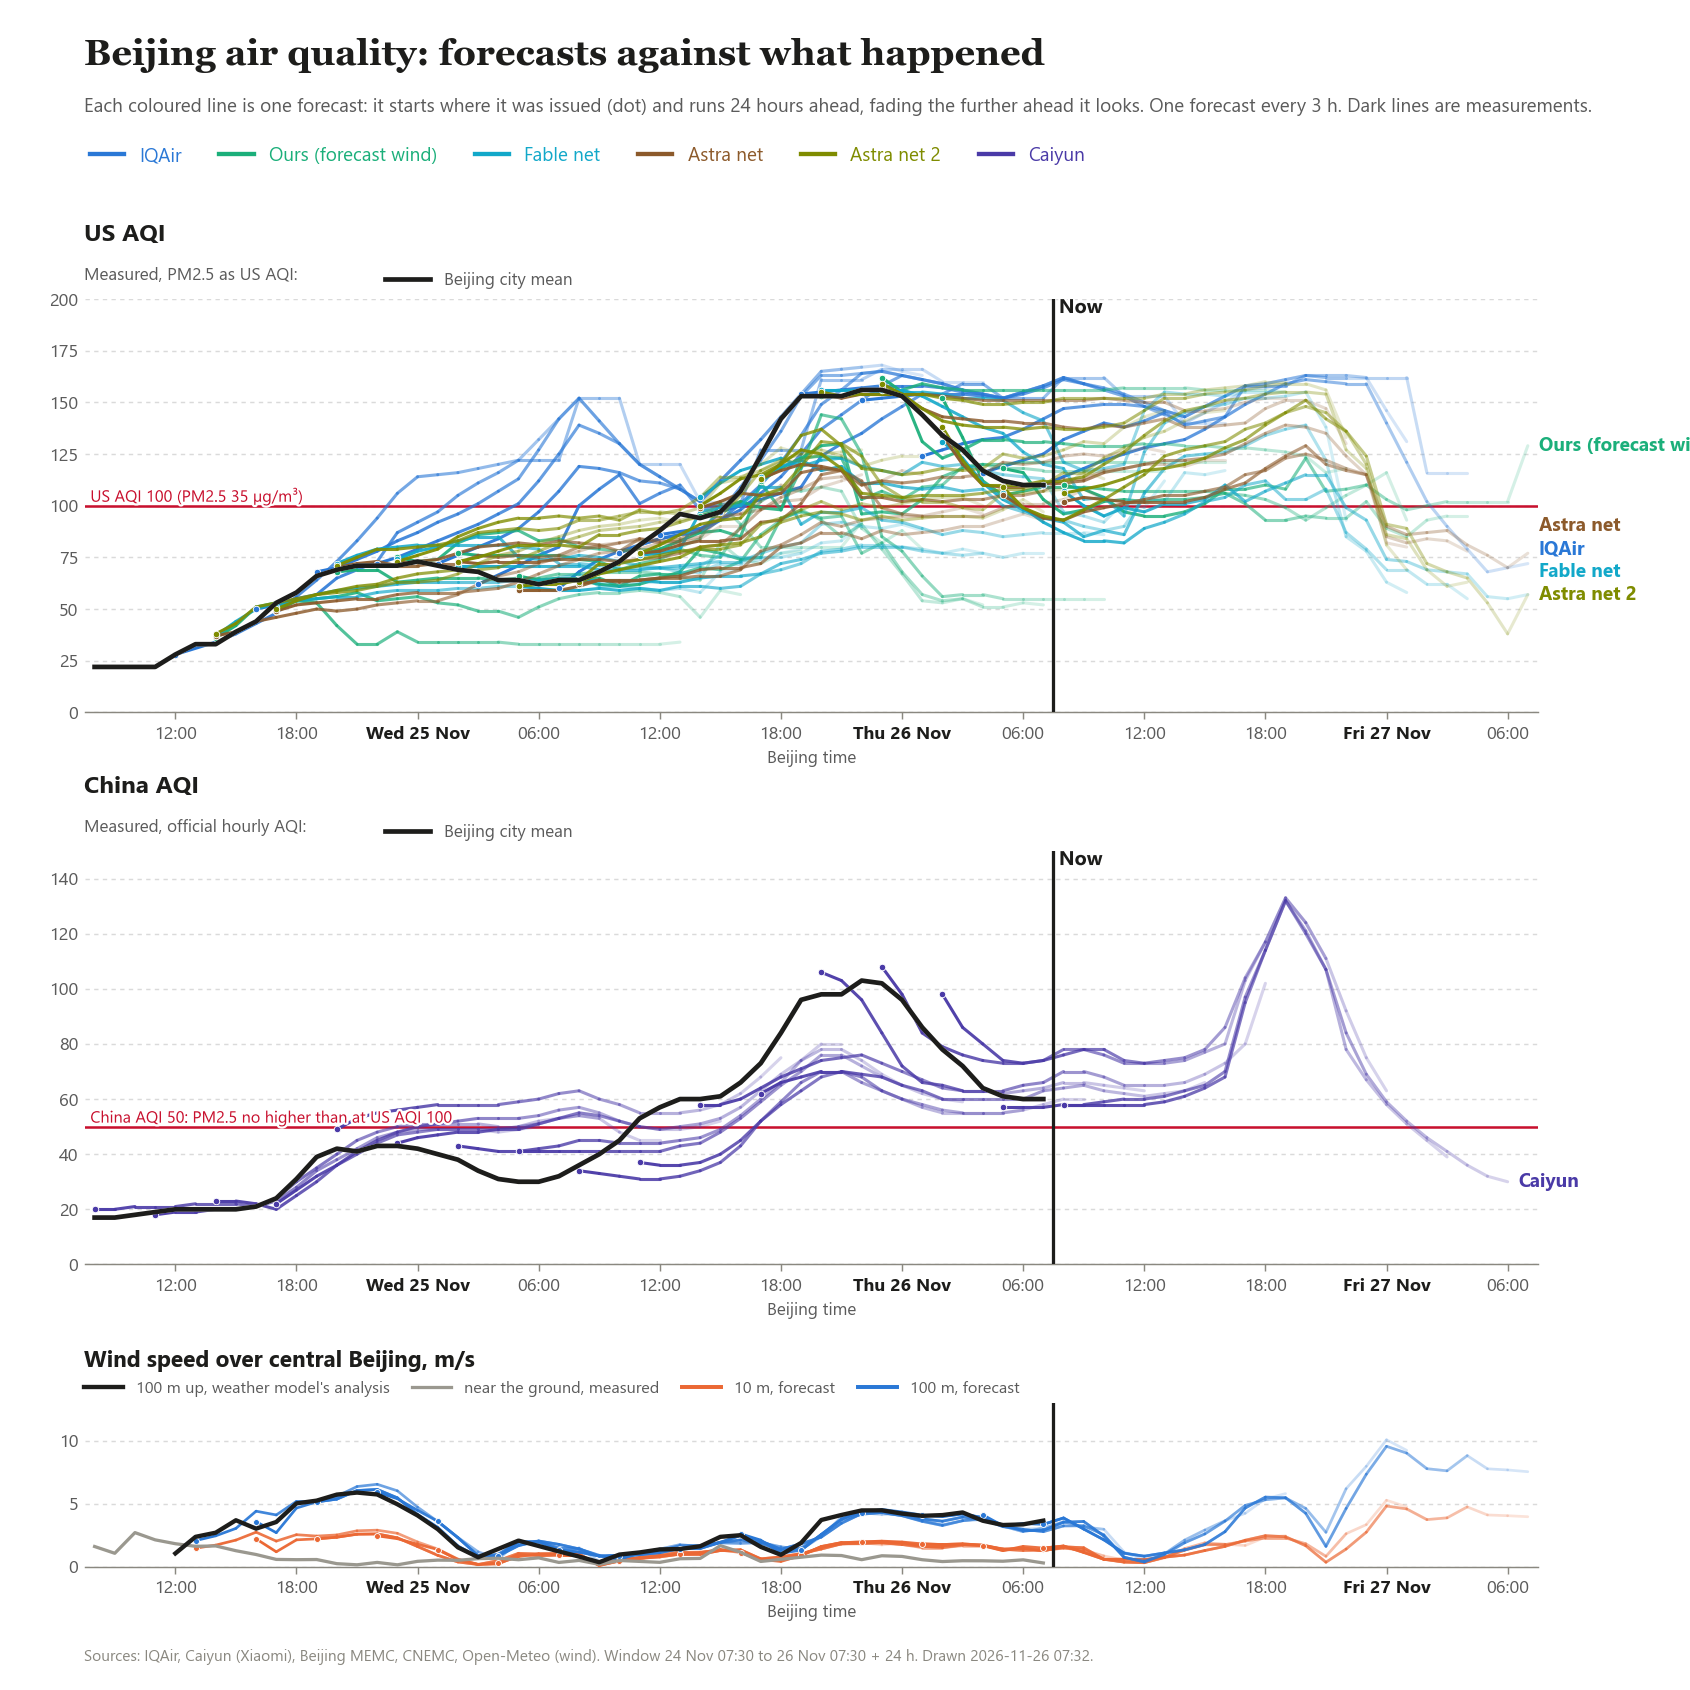 Beijing air quality: forecasts against what happened
Each coloured line is one forecast: it starts where it was issued (dot) and runs 24 hours ahead, fading the further ahead it looks. One forecast every 3 h. Dark lines are measurements.
IQAir Ours (forecast wind) Fable net Astra net Astra net 2 Caiyun
US AQI
Measured, PM2.5 as US AQI: Beijing city mean
200
Now
175
150
125
Ours (forecast wi
US AQI 100 (PM2.5 35 µg/m³)
100
Astra net
IQAir
75
Fable net
Astra net 2
50
25
0
12:00 18:00 Wed 25 Nov 06:00 12:00 18:00 Thu 26 Nov 06:00 12:00 18:00 Fri 27 Nov 06:00
Beijing time
China AQI
Measured, official hourly AQI: Beijing city mean
Now
140
120
100
80
60
China AQI 50: PM2.5 no higher than at US AQI 100
40
Caiyun
20
0
12:00 18:00 Wed 25 Nov 06:00 12:00 18:00 Thu 26 Nov 06:00 12:00 18:00 Fri 27 Nov 06:00
Beijing time
Wind speed over central Beijing, m/s
100 m up, weather model's analysis near the ground, measured 10 m, forecast 100 m, forecast
10
5
0
12:00 18:00 Wed 25 Nov 06:00 12:00 18:00 Thu 26 Nov 06:00 12:00 18:00 Fri 27 Nov 06:00
Beijing time
Sources: IQAir, Caiyun (Xiaomi), Beijing MEMC, CNEMC, Open-Meteo (wind). Window 24 Nov 07:30 to 26 Nov 07:30 + 24 h. Drawn 2026-11-26 07:32.